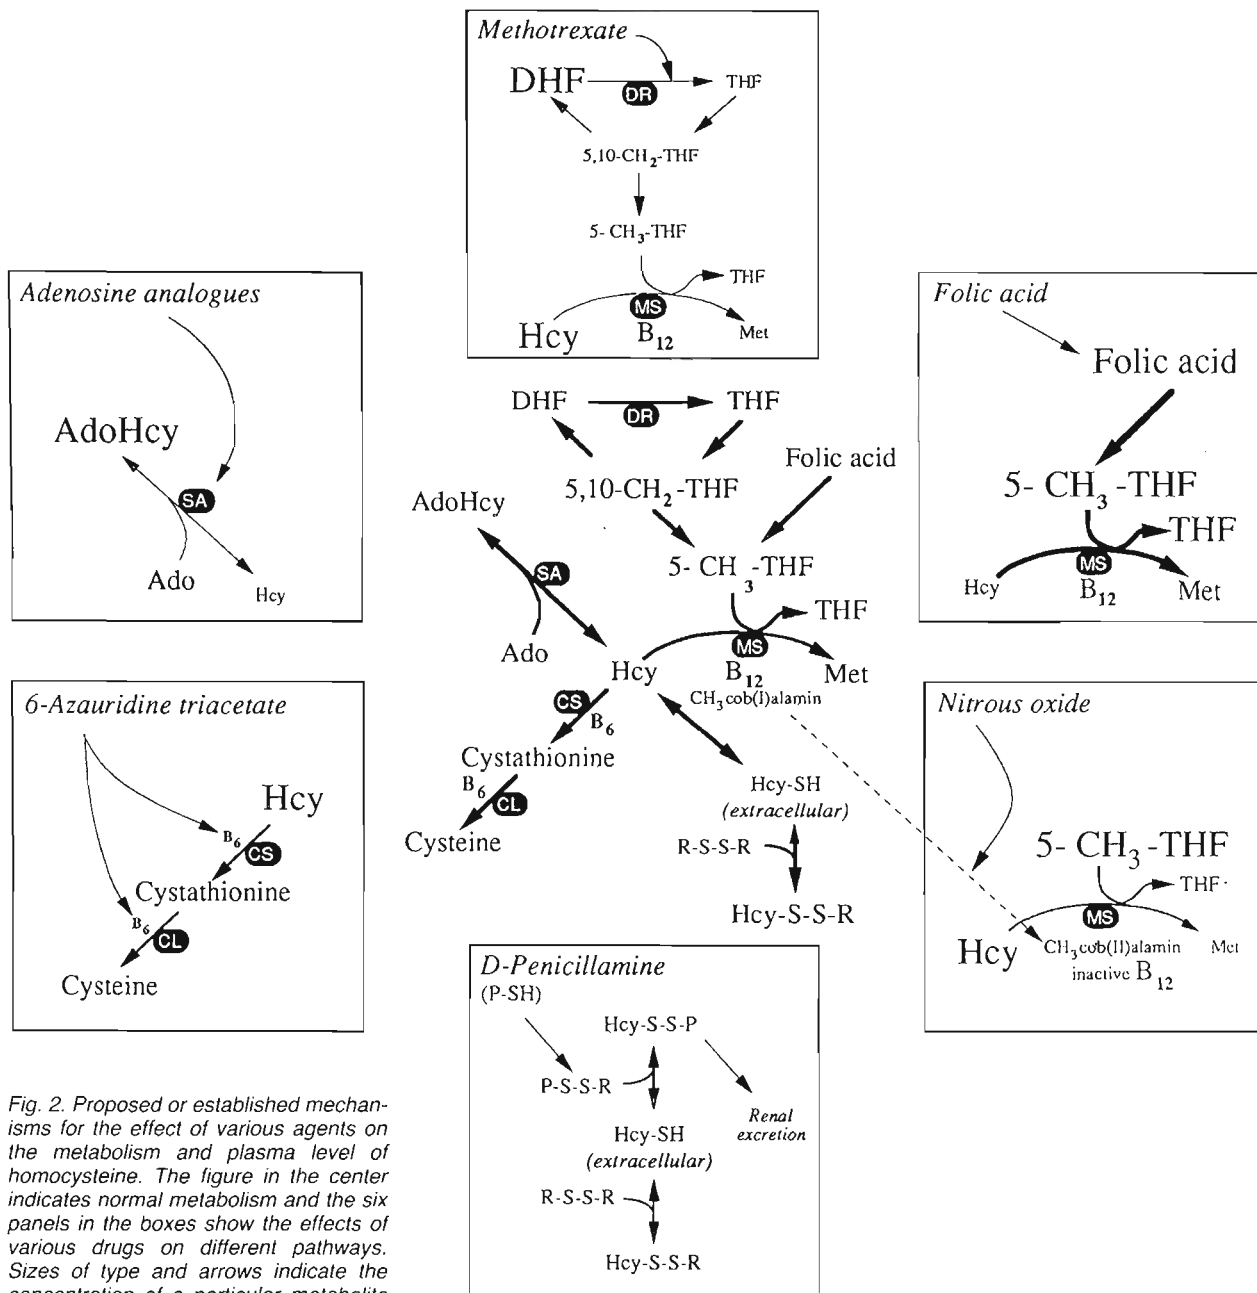 Methotrexate
DHF
DR
THF
5,10-CH₂-THF
5- CH₃-THF
THF
MS
Hcy
B₁₂
Met
Adenosine analogues
AdoHcy
SA
Ado
Hcy
Folic acid
Folic acid
5- CH₃-THF
THF
MS
Hcy
B₁₂
Met
DHF
DR
THF
Folic acid
5,10-CH₂-THF
AdoHcy
5- CH₃-THF
SA
THF
Ado
MS
Hcy
B₁₂
Met
CH₃cob(I)alamin
CS
B₆
Cystathionine
B₆
CL
Cysteine
Hcy-SH
(extracellular)
R-S-S-R
Hcy-S-S-R
6-Azauridine triacetate
Hcy
B₆
CS
Cystathionine
B₆
CL
Cysteine
Nitrous oxide
5- CH₃-THF
THF
MS
Hcy
CH₃cob(II)alamin
Met
inactive B₁₂
D-Penicillamine
(P-SH)
Hcy-S-S-P
P-S-S-R
Renal
excretion
Hcy-SH
(extracellular)
R-S-S-R
Hcy-S-S-R
Fig. 2. Proposed or established mechan-
isms for the effect of various agents on
the metabolism and plasma level of
homocysteine. The figure in the center
indicates normal metabolism and the six
panels in the boxes show the effects of
various drugs on different pathways.
Sizes of type and arrows indicate the
concentration of a particular metabolite